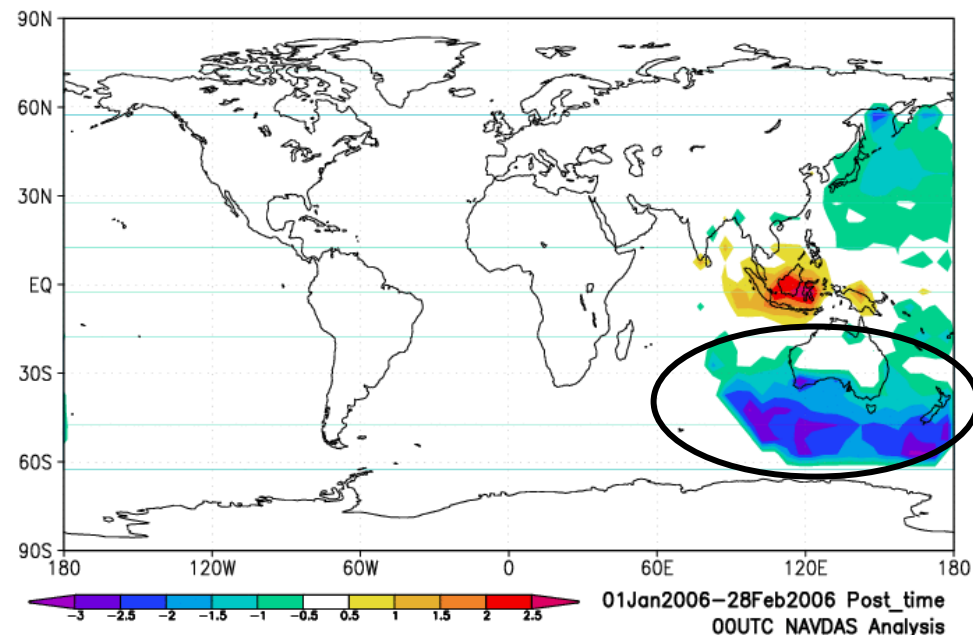 90N
60N
30N
EQ
30S
60S
90S
180 120W 60W 0 60E 120E 180
-3 -2.5 -2 -1.5 -1 -0.5 0.5 1 1.5 2 2.5
01Jan2006-28Feb2006 Post_time
00UTC NAVDAS Analysis